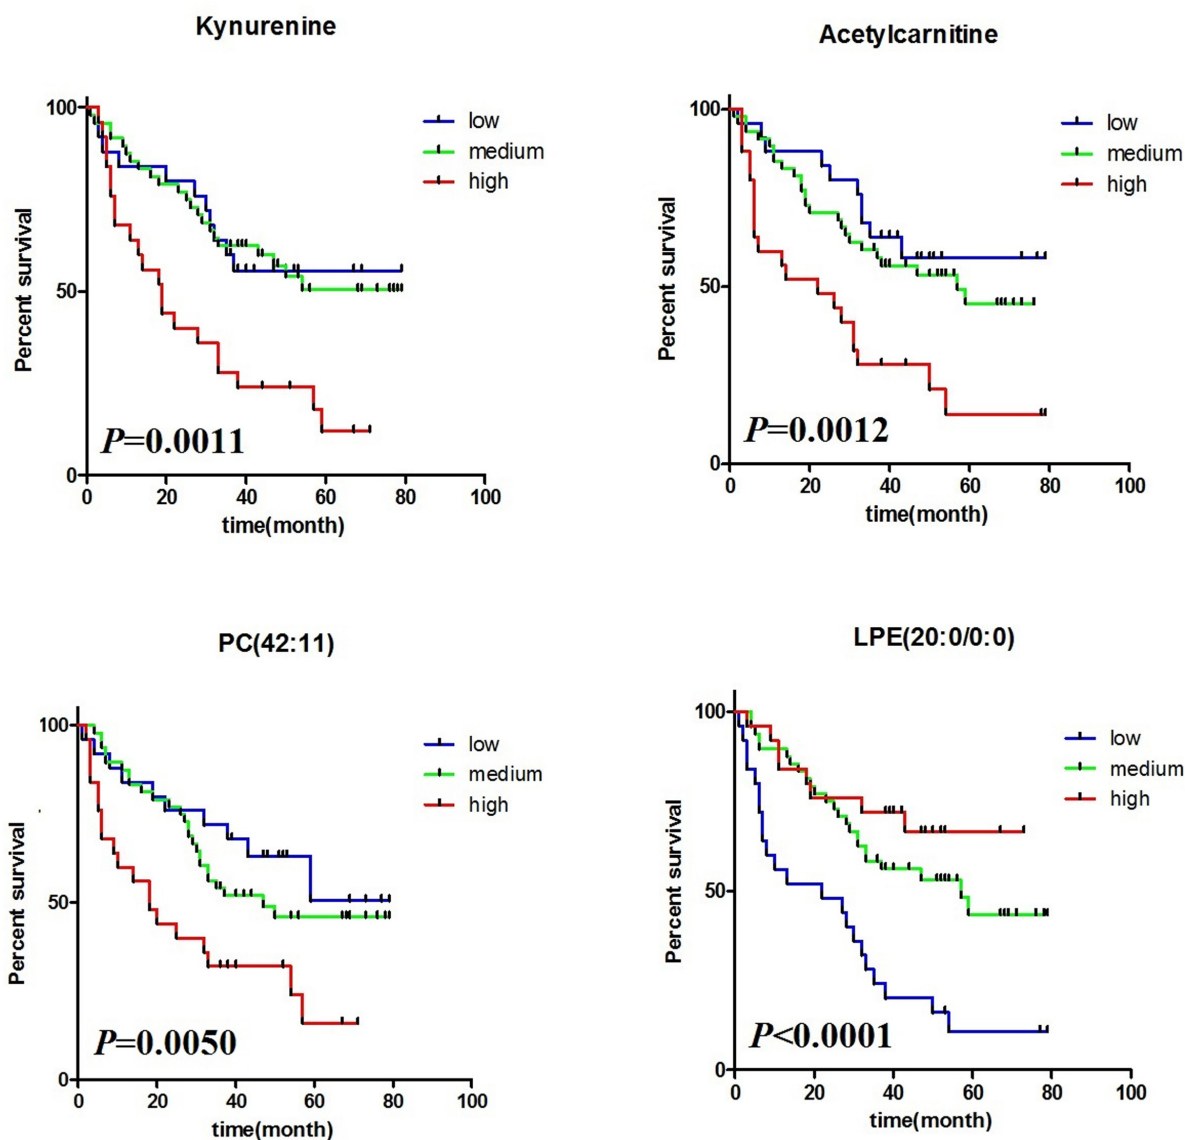 Kynurenine
100
50
0
Percent survival
low
medium
high
P=0.0011
0 20 40 60 80 100
time(month)
Acetylcarnitine
100
50
0
Percent survival
low
medium
high
P=0.0012
0 20 40 60 80 100
time(month)
PC(42:11)
100
50
0
Percent survival
low
medium
high
P=0.0050
0 20 40 60 80 100
time(month)
LPE(20:0/0:0)
100
50
0
Percent survival
low
medium
high
P<0.0001
0 20 40 60 80 100
time(month)